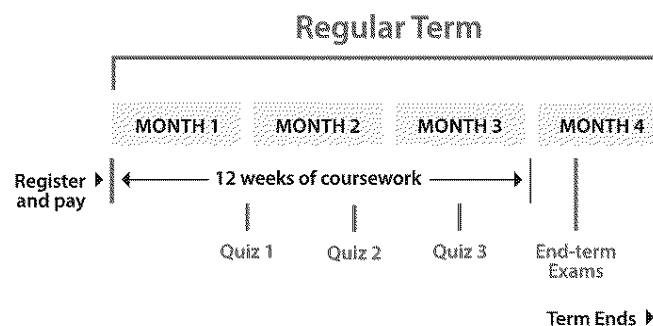 Regular Term
MONTH 1 MONTH 2 MONTH 3 MONTH 4
Register and pay
12 weeks of coursework
Quiz 1 Quiz 2 Quiz 3 End-term Exams
Term Ends